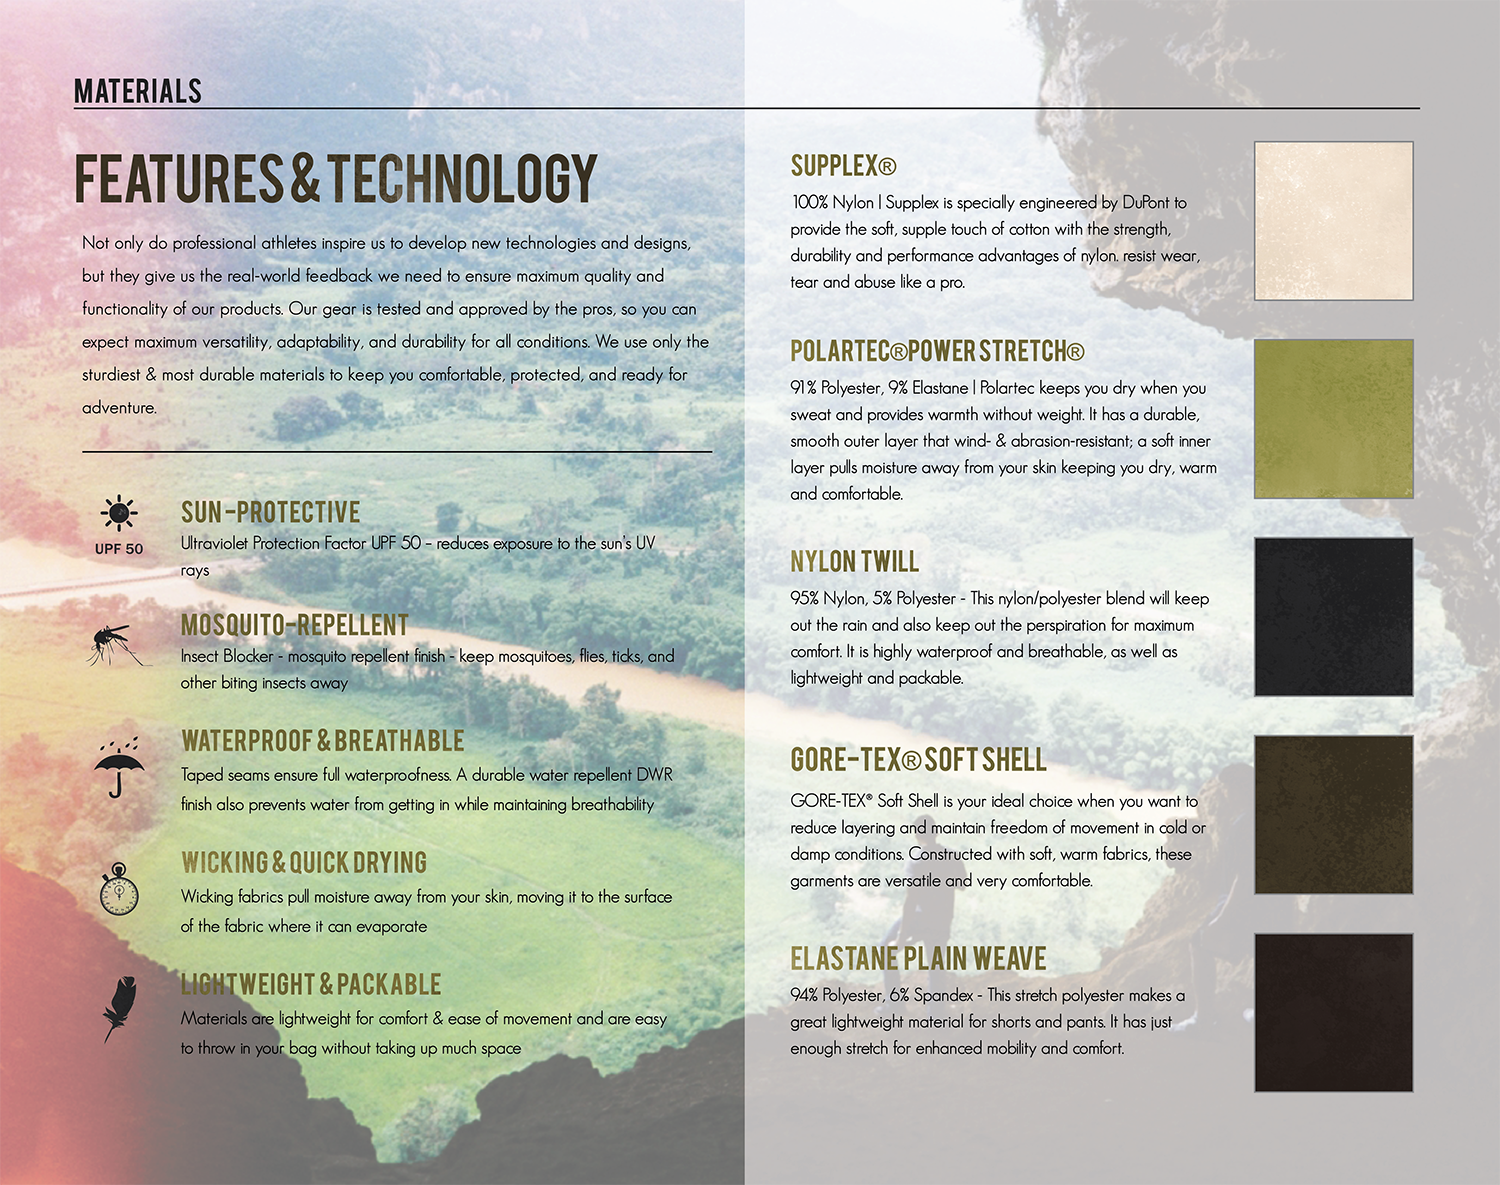 MATERIALS
FEATURES & TECHNOLOGY
Not only do professional athletes inspire us to develop new technologies and designs,
but they give us the real-world feedback we need to ensure maximum quality and
functionality of our products. Our gear is tested and approved by the pros, so you can
expect maximum versatility, adaptability, and durability for all conditions. We use only the
sturdiest & most durable materials to keep you comfortable, protected, and ready for
adventure.
UPF 50
SUN-PROTECTIVE
Ultraviolet Protection Factor UPF 50 – reduces exposure to the sun's UV
rays
MOSQUITO-REPELLENT
Insect Blocker - mosquito repellent finish - keep mosquitoes, flies, ticks, and
other biting insects away
WATERPROOF & BREATHABLE
Taped seams ensure full waterproofness. A durable water repellent DWR
finish also prevents water from getting in while maintaining breathability
WICKING & QUICK DRYING
Wicking fabrics pull moisture away from your skin, moving it to the surface
of the fabric where it can evaporate
LIGHTWEIGHT & PACKABLE
Materials are lightweight for comfort & ease of movement and are easy
to throw in your bag without taking up much space
SUPPLEX®
100% Nylon | Supplex is specially engineered by DuPont to
provide the soft, supple touch of cotton with the strength,
durability and performance advantages of nylon. resist wear,
tear and abuse like a pro.
POLARTEC®POWER STRETCH®
91% Polyester, 9% Elastane | Polartec keeps you dry when you
sweat and provides warmth without weight. It has a durable,
smooth outer layer that wind- & abrasion-resistant; a soft inner
layer pulls moisture away from your skin keeping you dry, warm
and comfortable.
NYLON TWILL
95% Nylon, 5% Polyester - This nylon/polyester blend will keep
out the rain and also keep out the perspiration for maximum
comfort. It is highly waterproof and breathable, as well as
lightweight and packable.
GORE-TEX® SOFT SHELL
GORE-TEX® Soft Shell is your ideal choice when you want to
reduce layering and maintain freedom of movement in cold or
damp conditions. Constructed with soft, warm fabrics, these
garments are versatile and very comfortable.
ELASTANE PLAIN WEAVE
94% Polyester, 6% Spandex - This stretch polyester makes a
great lightweight material for shorts and pants. It has just
enough stretch for enhanced mobility and comfort.